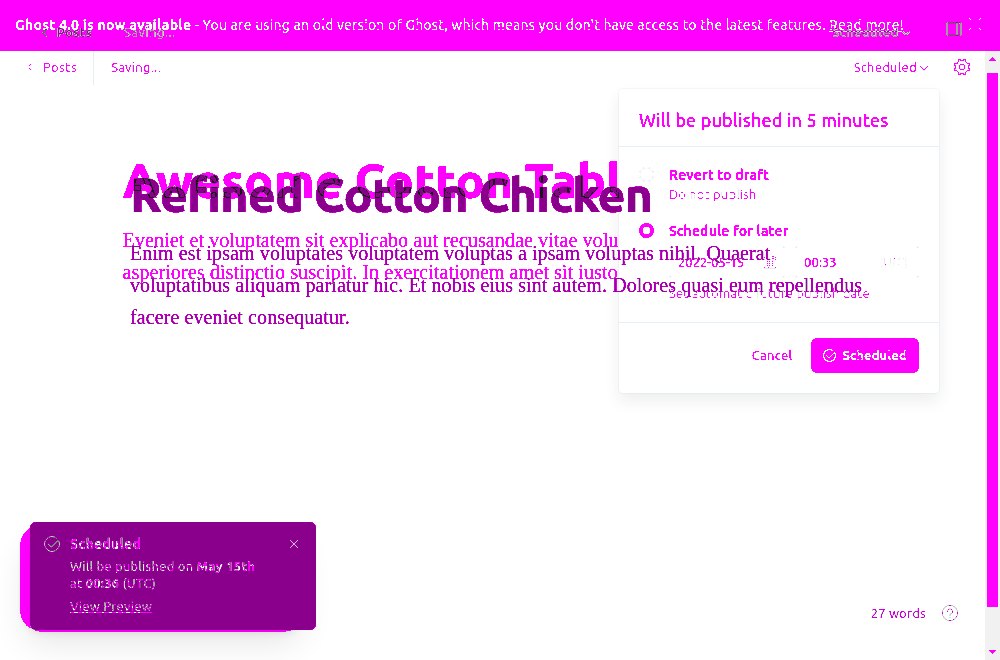 Ghost 4.0 is now available - You are using an old version of Ghost, which means you don't have access to the latest features. Read more!
Posts Saving... Scheduled
Posts Saving... Scheduled
Will be published in 5 minutes
Awesome Cotton Tabl
Refined Cotton Chicken
Revert to draft
Do not publish
Schedule for later
Eveniet et voluptatem sit explicabo aut recusandae vitae volu
Enim est ipsam voluptates voluptatem voluptas a ipsam voluptas nihil. Quaerat
2022-05-15 00:33
asperiores distinctio suscipit. In exercitationem amet sit iusto
voluptatibus aliquam pariatur hic. Et nobis eius sint autem. Dolores quasi eum repellendus
Set automatic future publish date
facere eveniet consequatur.
Cancel Scheduled
Scheduled
Will be published on May 15th
at 00:36 (UTC)
View Preview
27 words